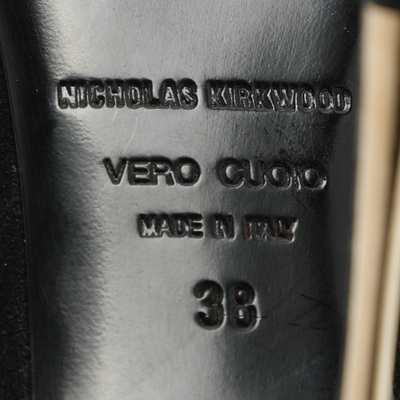 NICHOLAS KIRKWOOD
VERO CUOIO
MADE IN ITALY
38